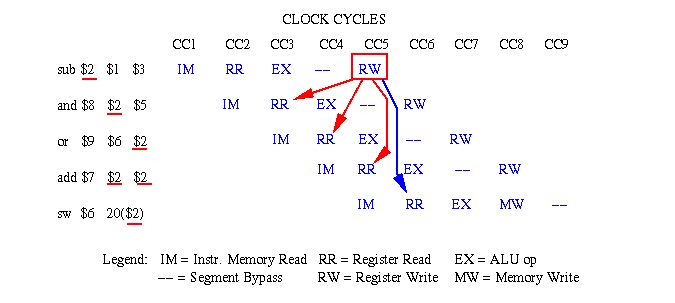 CLOCK CYCLES
CC1 CC2 CC3 CC4 CC5 CC6 CC7 CC8 CC9
sub $2 $1 $3 IM RR EX -- RW
and $8 $2 $5 IM RR EX -- RW
or $9 $6 $2 IM RR EX -- RW
add $7 $2 $2 IM RR EX -- RW
sw $6 20($2) IM RR EX MW --
Legend: IM = Instr. Memory Read RR = Register Read EX = ALU op
-- = Segment Bypass RW = Register Write MW = Memory Write